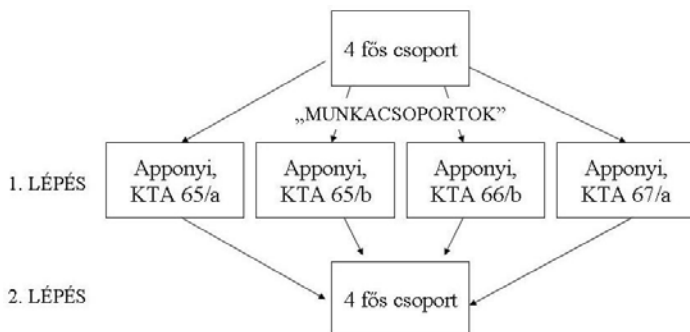 4 fős csoport
„MUNKACSOPORTOK”
1. LÉPÉS
Apponyi,
KTA 65/a
Apponyi,
KTA 65/b
Apponyi,
KTA 66/b
Apponyi,
KTA 67/a
2. LÉPÉS
4 fős csoport